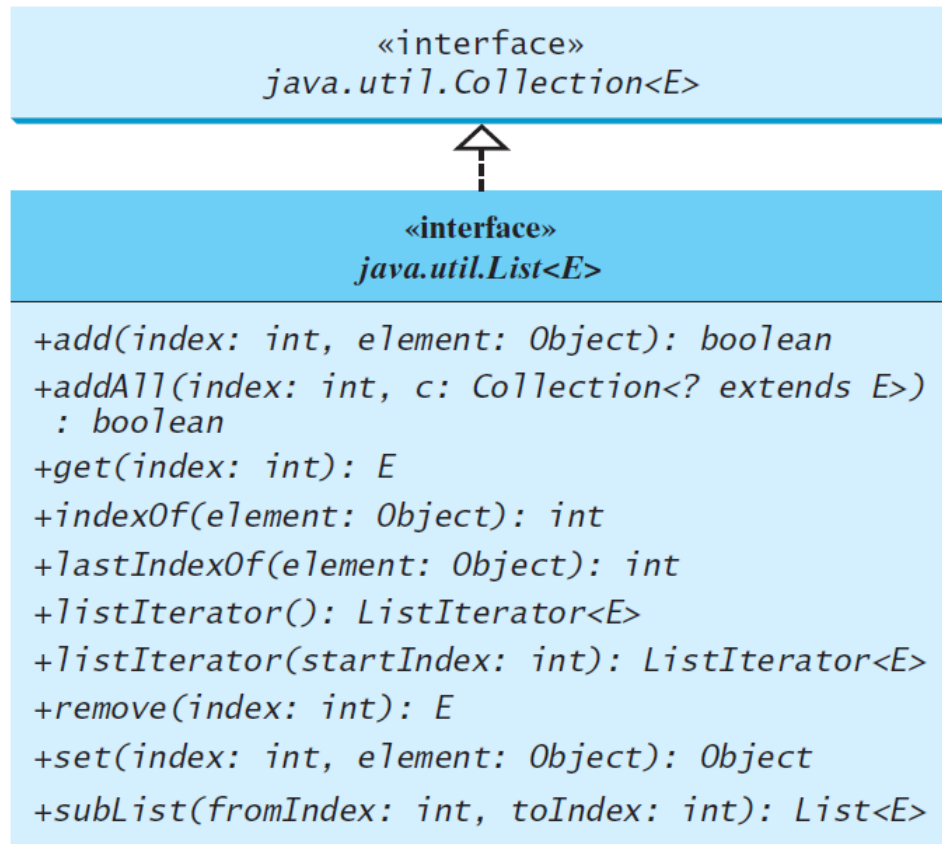 «interface»
java.util.Collection<E>
«interface»
java.util.List<E>
+add(index: int, element: Object): boolean
+addAll(index: int, c: Collection<? extends E>)
: boolean
+get(index: int): E
+indexOf(element: Object): int
+lastIndexOf(element: Object): int
+listIterator(): ListIterator<E>
+listIterator(startIndex: int): ListIterator<E>
+remove(index: int): E
+set(index: int, element: Object): Object
+subList(fromIndex: int, toIndex: int): List<E>